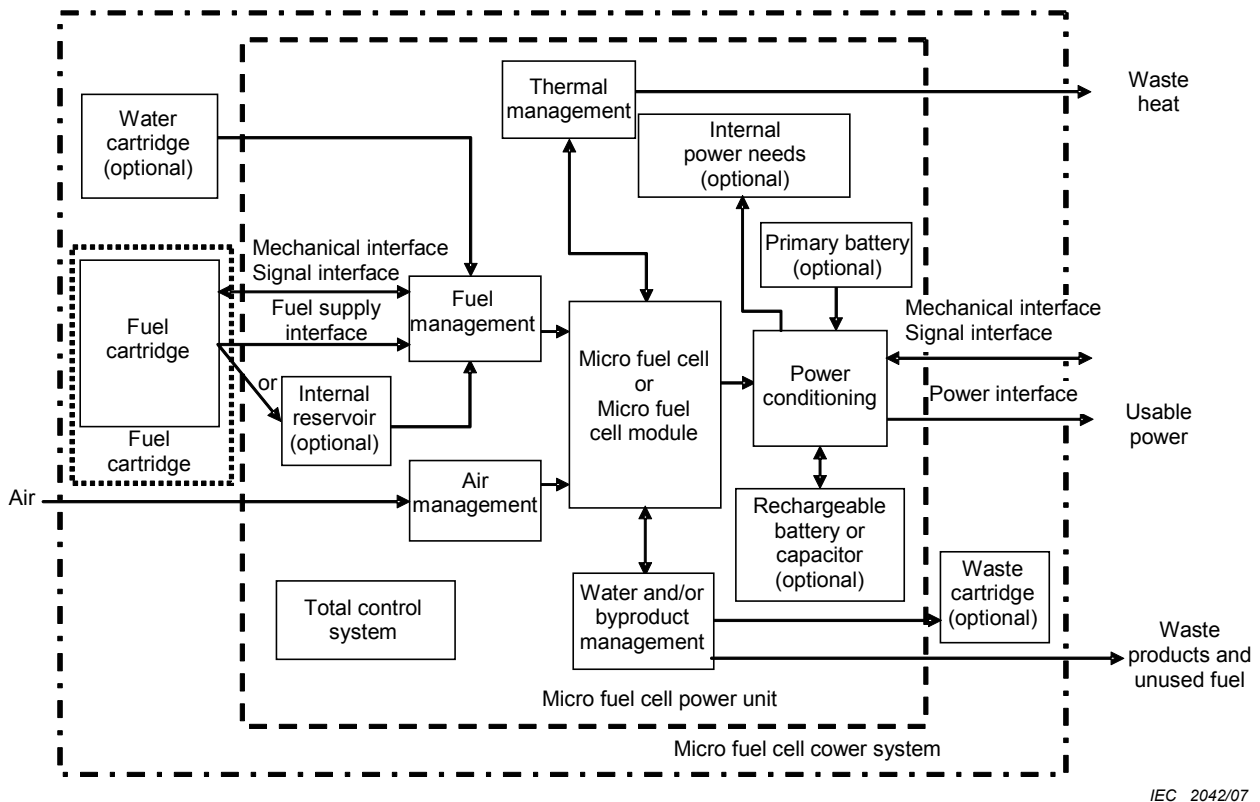 Thermal
management
Waste
heat
Water
cartridge
(optional)
Internal
power needs
(optional)
Mechanical interface
Signal interface
Primary battery
(optional)
Fuel supply
interface
Fuel
management
Mechanical interface
Signal interface
Fuel
cartridge
Micro fuel cell
or
Micro fuel
cell module
Power
conditioning
or
Internal
reservoir
(optional)
Power interface
Usable
power
Fuel
cartridge
Air
Air
management
Rechargeable
battery or
capacitor
(optional)
Waste
cartridge
(optional)
Total control
system
Water and/or
byproduct
management
Waste
products and
unused fuel
Micro fuel cell power unit
Micro fuel cell cower system
IEC 2042/07